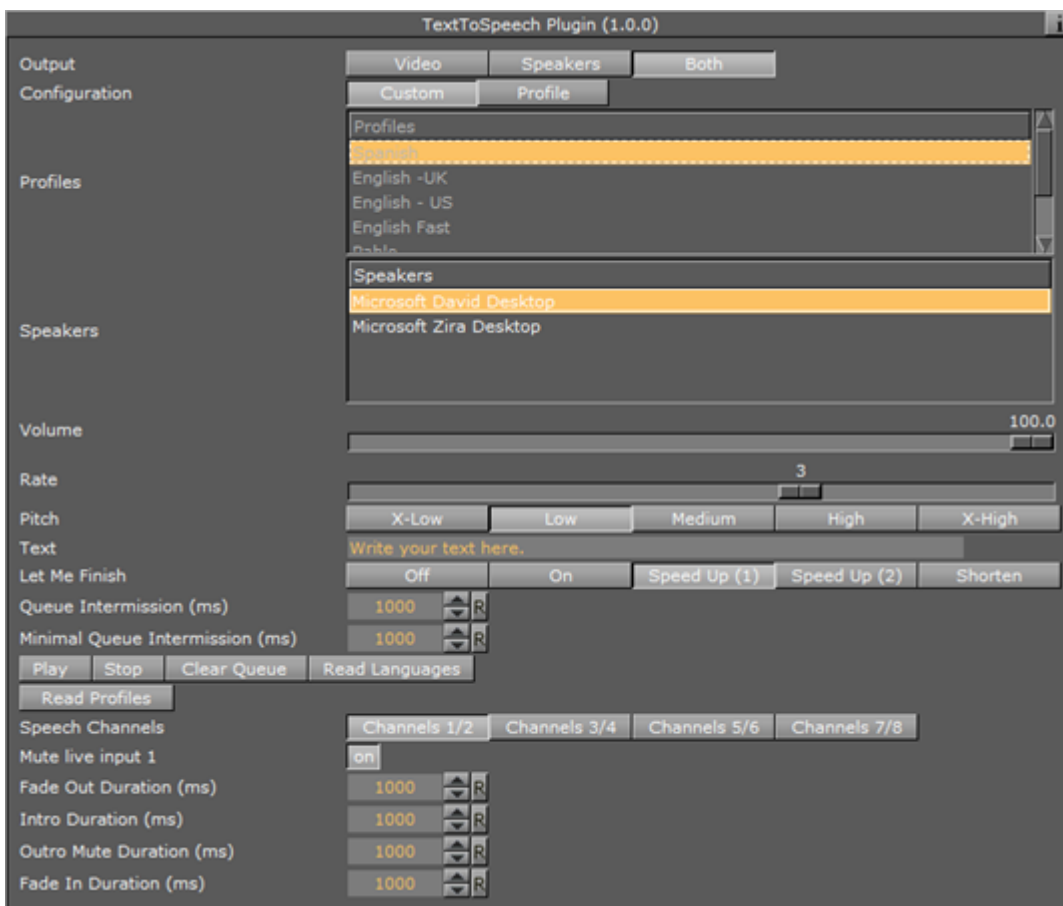 TextToSpeech Plugin (1.0.0)
Output Video Speakers Both
Configuration Custom Profile
Profiles
Spanish
English -UK
Profiles
English - US
English Fast
Pablo
Speakers
Microsoft David Desktop
Speakers
Microsoft Zira Desktop
Volume 100.0
Rate 3
Pitch X-Low Low Medium High X-High
Text Write your text here.
Let Me Finish Off On Speed Up (1) Speed Up (2) Shorten
Queue Intermission (ms) 1000 R
Minimal Queue Intermission (ms) 1000 R
Play Stop Clear Queue Read Languages
Read Profiles
Speech Channels Channels 1/2 Channels 3/4 Channels 5/6 Channels 7/8
Mute live input 1 on
Fade Out Duration (ms) 1000 R
Intro Duration (ms) 1000 R
Outro Mute Duration (ms) 1000 R
Fade In Duration (ms) 1000 R